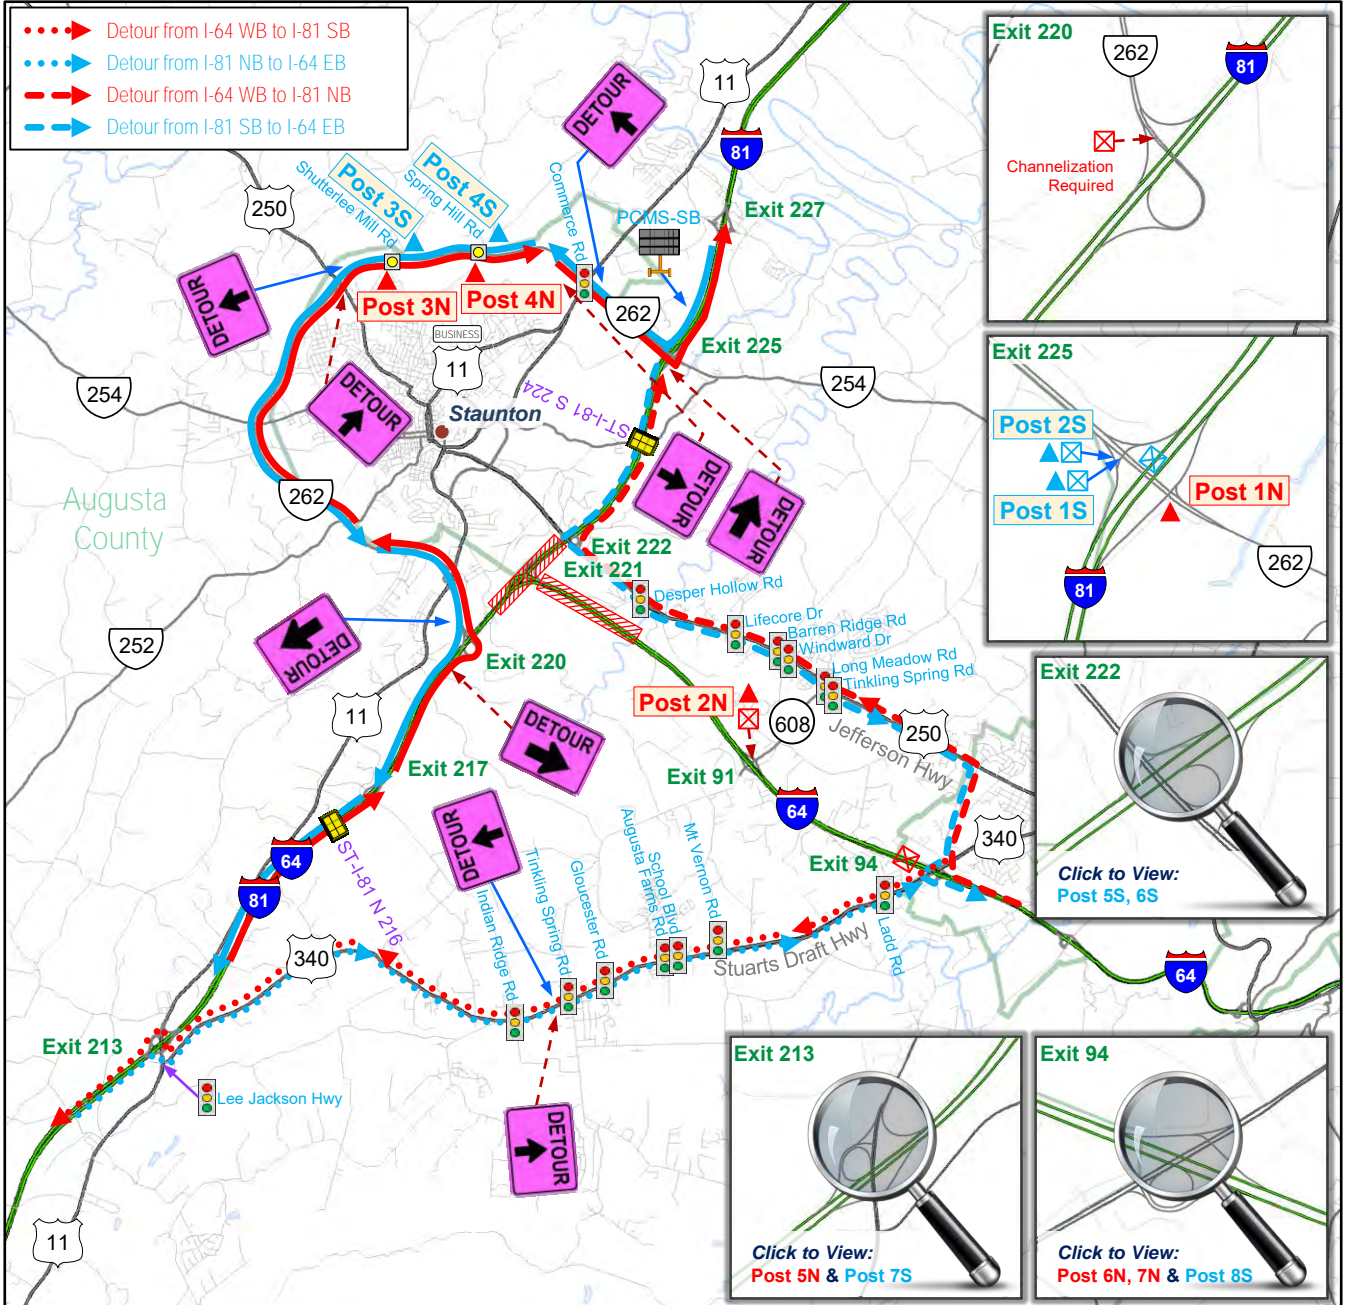 Detour from I-64 WB to I-81 SB
Detour from I-81 NB to I-64 EB
Detour from I-64 WB to I-81 NB
Detour from I-81 SB to I-64 EB
Exit 220
262
81
Channelization
Required
Exit 225
Post 2S
Post 1S
Post 1N
262
81
Exit 222
Click to View:
Post 5S, 6S
Exit 213
Click to View:
Post 5N & Post 7S
Exit 94
Click to View:
Post 6N, 7N & Post 8S
DETOUR
11
81
Exit 227
PCMS-SB
Commerce Rd
Post 4S
Spring Hill Rd
Post 3S
Shutterlee Mill Rd
250
DETOUR
Post 3N
Post 4N
262
BUSINESS
11
Exit 225
254
254
DETOUR
Staunton
ST-I-81 S 224
DETOUR
DETOUR
Augusta
County
262
Exit 222
Exit 221
Desper Hollow Rd
Lifecore Dr
Barren Ridge Rd
Windward Dr
Long Meadow Rd
Tinkling Spring Rd
252
DETOUR
Exit 220
11
Post 2N
608
Jefferson Hwy
250
DETOUR
Exit 217
Exit 91
64
340
Exit 94
DETOUR
64
81
ST-I-81 N 216
Indian Ridge Rd
Tinkling Spring Rd
Gloucester Rd
Augusta Farms Rd
School Blvd
Mt Vernon Rd
Ladd Rd
Stuarts Draft Hwy
340
64
Exit 213
Lee Jackson Hwy
DETOUR
11